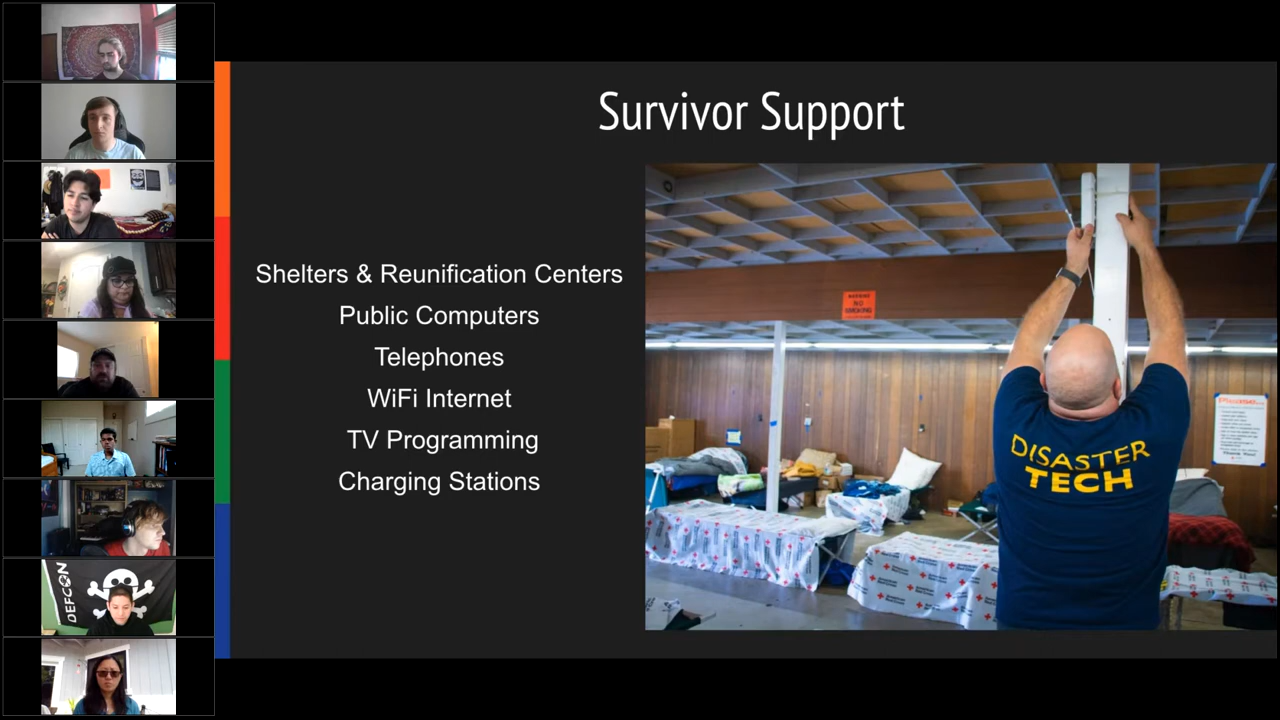 Survivor Support
Shelters & Reunification Centers
Public Computers
Telephones
WiFi Internet
TV Programming
Charging Stations
NO
SMOKING
Please
DISASTER
TECH
DEFCON